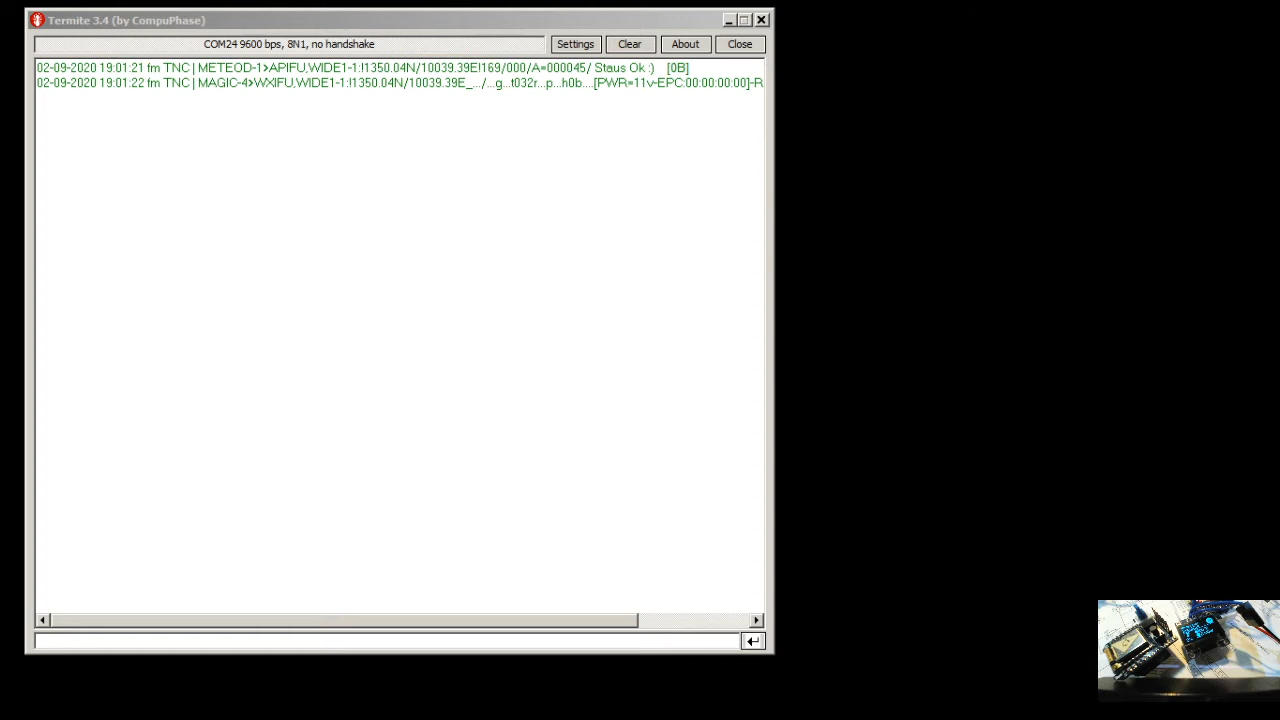 Termite 3.4 (by CompuPhase)
COM24 9600 bps, 8N1, no handshake
Settings
Clear
About
Close
02-09-2020 19:01:21 fm TNC | METEOD-1>APIFU,WIDE1-1:!1350.04N/10039.39E!169/000/A=000045/ Staus Ok :) [0B]
02-09-2020 19:01:22 fm TNC | MAGIC-4>WXIFU,WIDE1-1:!1350.04N/10039.39E_.../...g...t032r...p...h0b....[PWR=11v-EPC:00:00:00:00]-R